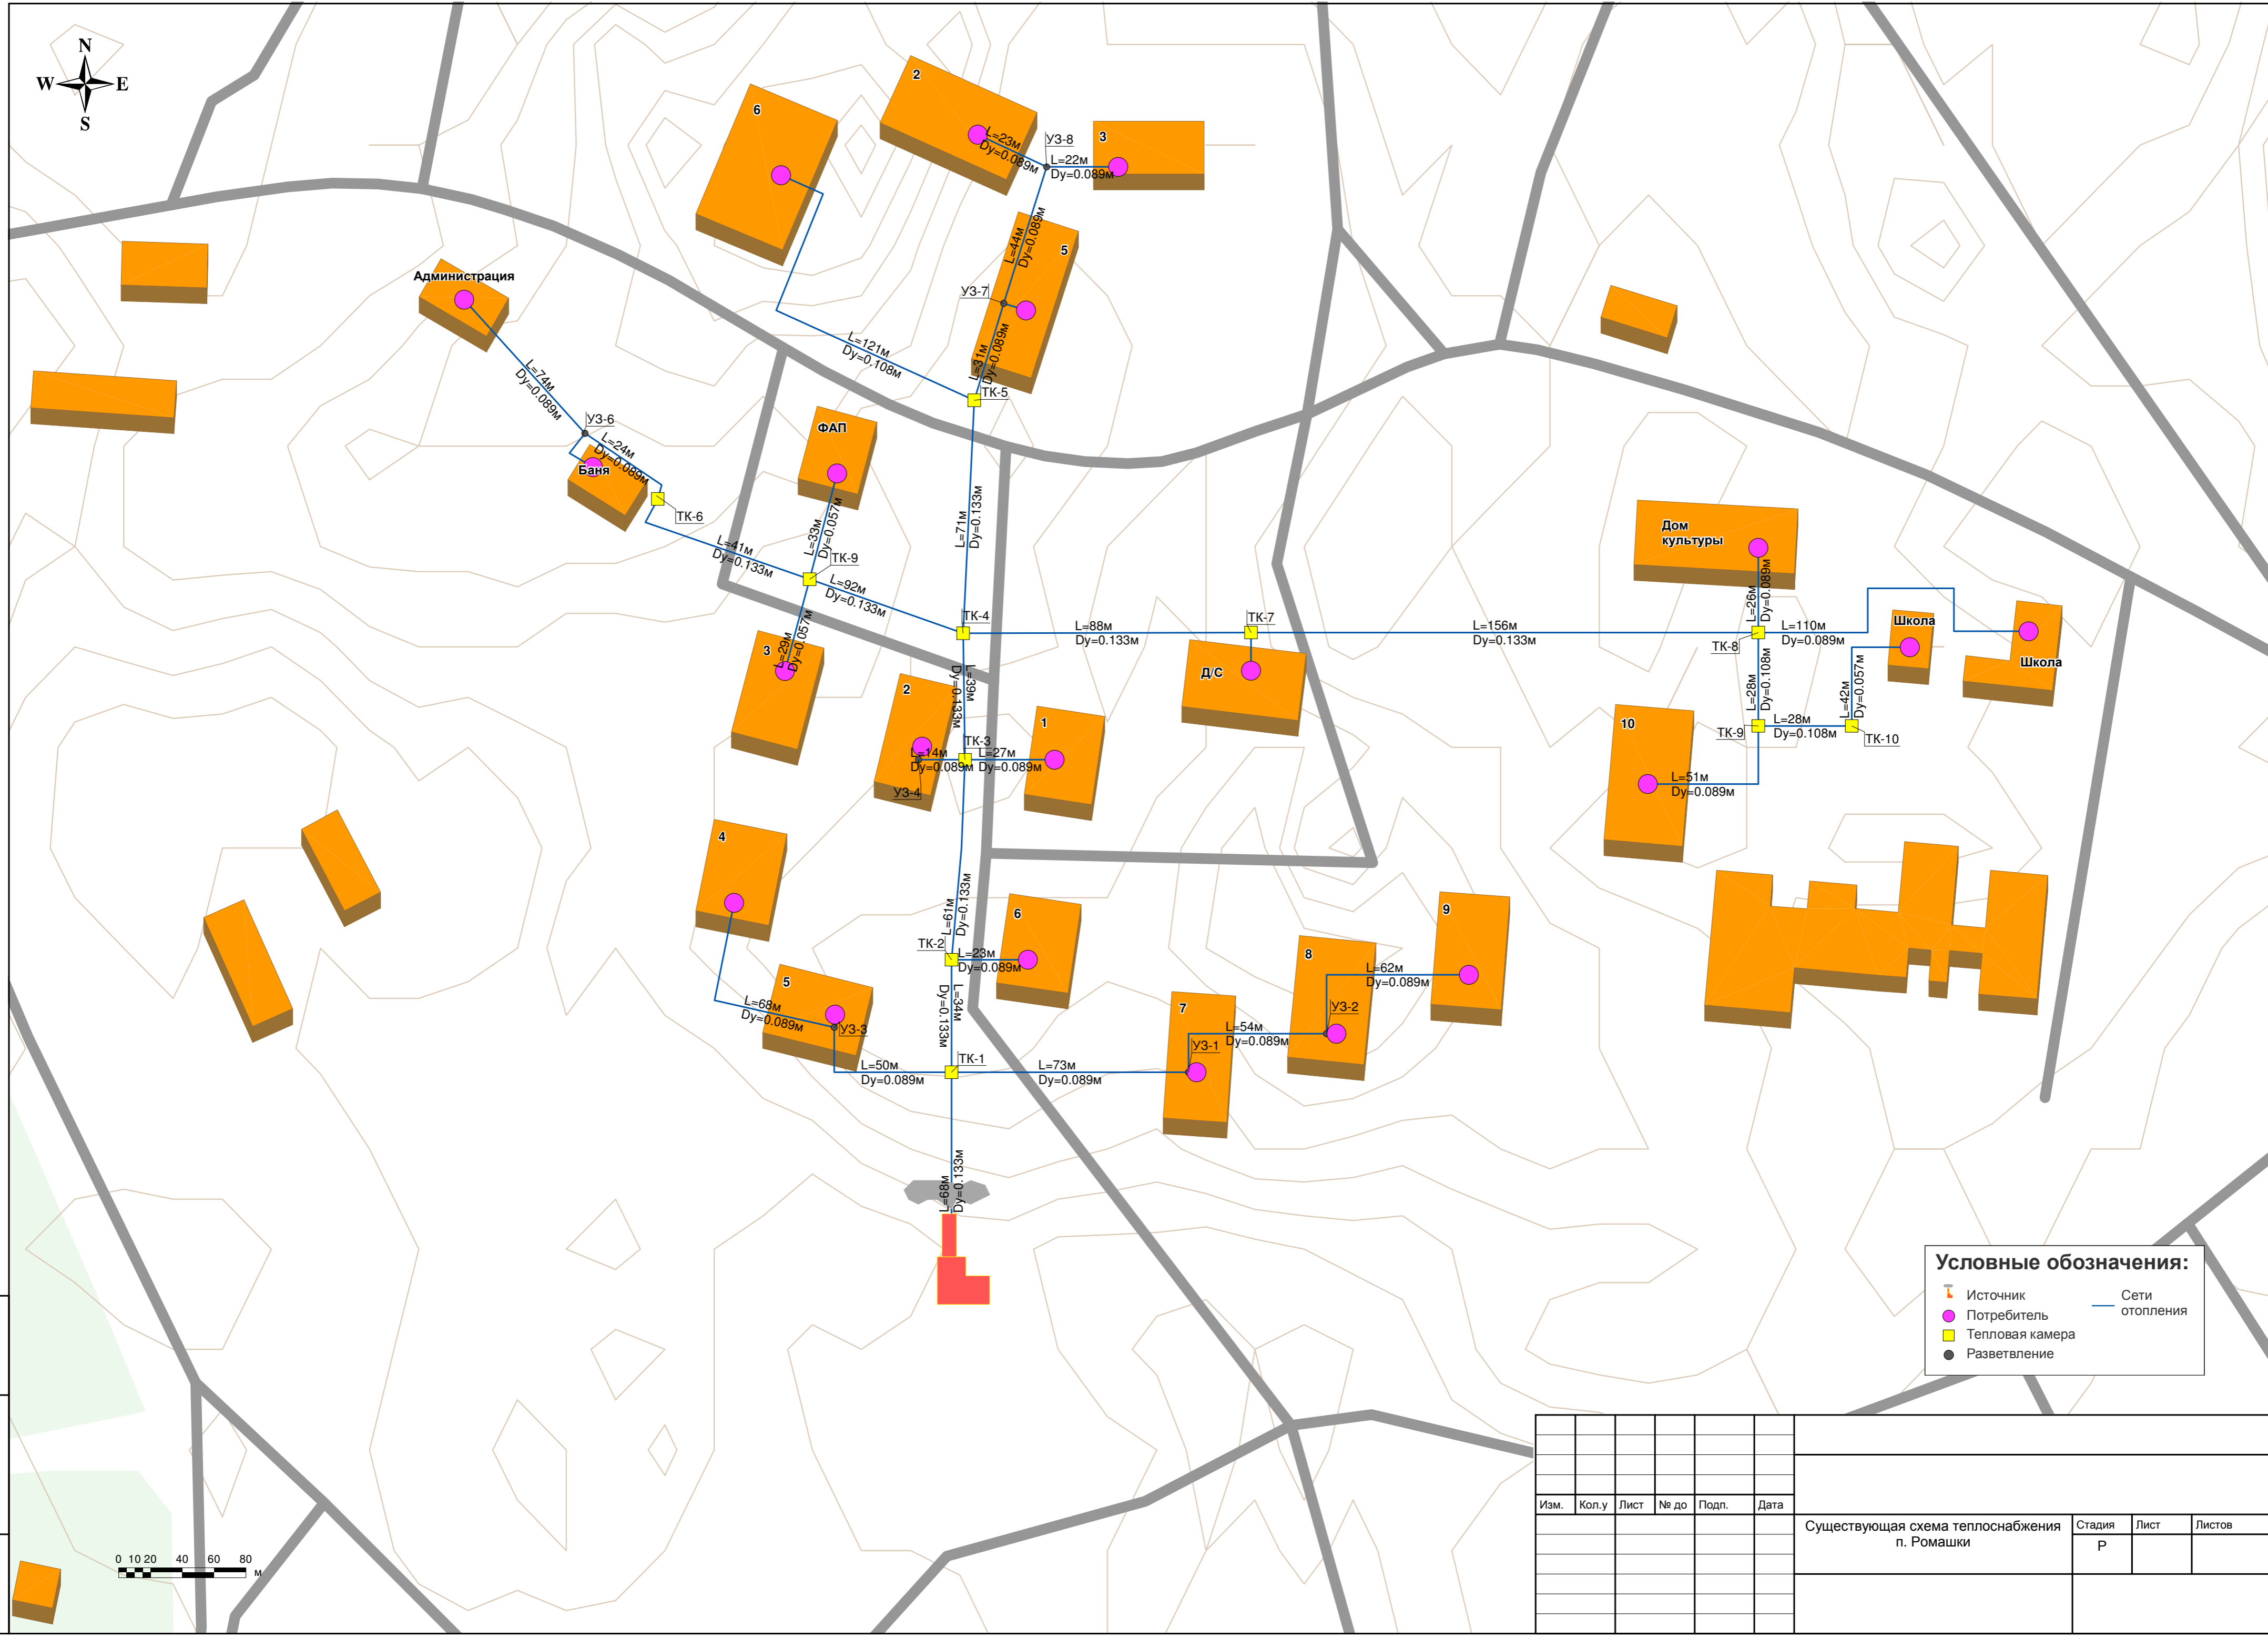 N
W E
S
6
2
L=23м
Dy=0.089м
УЗ-8
L=22м
Dy=0.089м
3
L=44м
Dy=0.089м
5
УЗ-7
L=31м
Dy=0.089м
Администрация
L=121м
Dy=0.108м
ТК-5
L=74м
Dy=0.089м
УЗ-6
L=24м
Dy=0.089м
Баня
ТК-6
ФАП
L=33м
Dy=0.057м
L=71м
Dy=0.133м
L=41м
Dy=0.133м
ТК-9
L=92м
Dy=0.133м
ТК-4
L=88м
Dy=0.133м
ТК-7
L=156м
Dy=0.133м
Дом
культуры
L=26м
Dy=0.089м
ТК-8
L=110м
Dy=0.089м
Школа
Школа
L=29м
Dy=0.057м
3
2
L=39м
Dy=0.133м
1
Д/С
L=28м
Dy=0.108м
L=42м
Dy=0.057м
10
ТК-9
L=28м
Dy=0.108м
ТК-10
ТК-3
L=14м
Dy=0.089м
L=27м
Dy=0.089м
УЗ-4
L=51м
Dy=0.089м
4
L=61м
Dy=0.133м
6
9
ТК-2
L=23м
Dy=0.089м
8
L=62м
Dy=0.089м
5
L=68м
Dy=0.089м
УЗ-3
L=34м
Dy=0.133м
7
L=54м
Dy=0.089м
УЗ-2
УЗ-1
ТК-1
L=50м
Dy=0.089м
L=73м
Dy=0.089м
L=68м
Dy=0.133м
Условные обозначения:
Источник
Потребитель
Тепловая камера
Разветвление
Сети
отопления
Изм. Кол.у Лист № до Подп. Дата
Существующая схема теплоснабжения
п. Ромашки
Стадия Лист Листов
Р
0 10 20 40 60 80
м